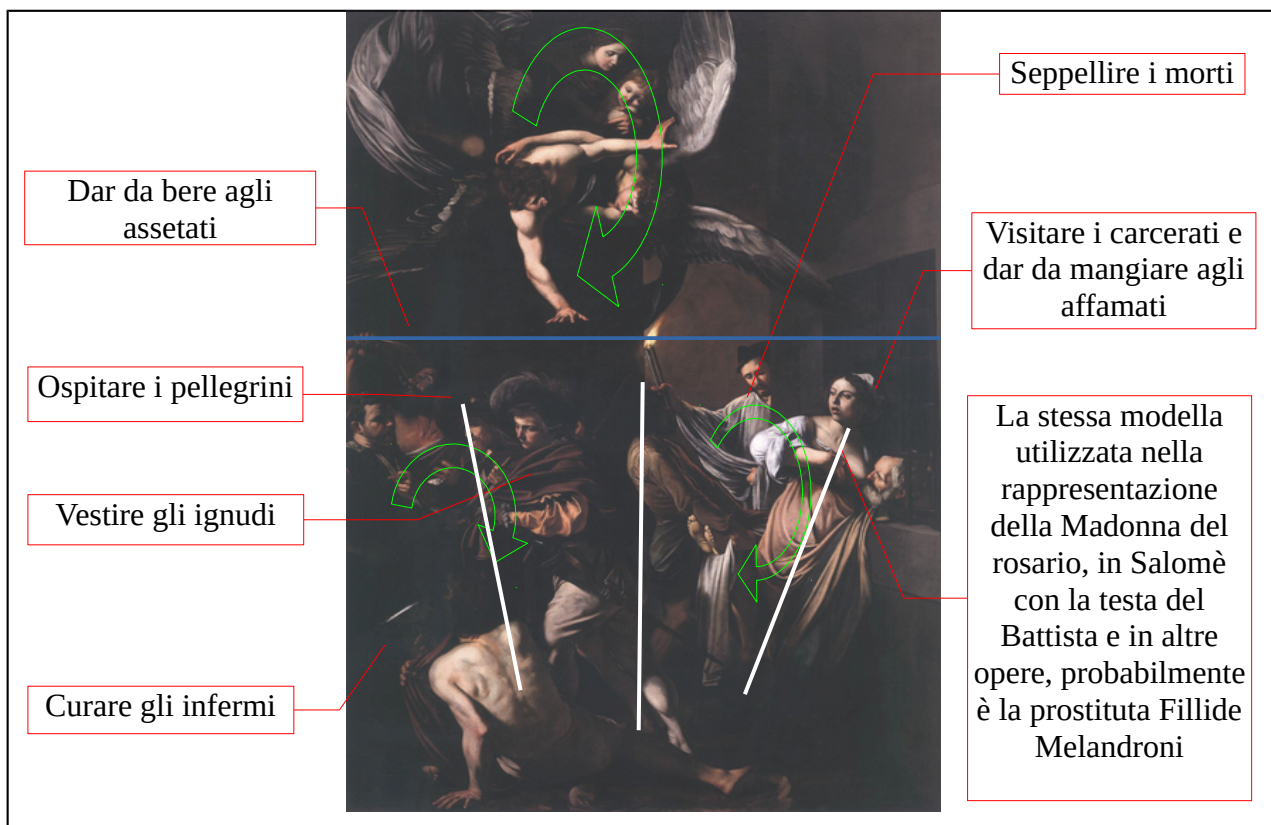 Dar da bere agli
assetati
Ospitare i pellegrini
Vestire gli ignudi
Curare gli infermi
Seppellire i morti
Visitare i carcerati e
dar da mangiare agli
affamati
La stessa modella
utilizzata nella
rappresentazione
della Madonna del
rosario, in Salomè
con la testa del
Battista e in altre
opere, probabilmente
è la prostituta Fillide
Melandroni